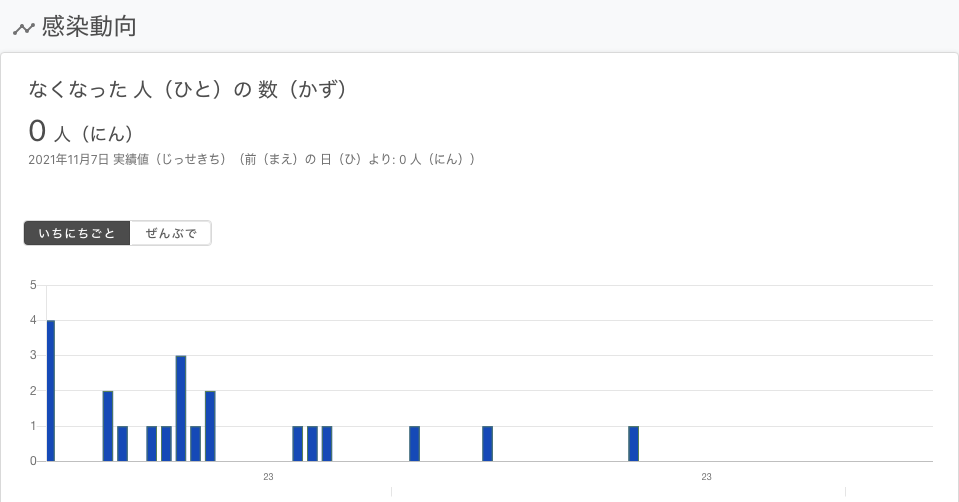 感染動向
なくなった 人（ひと）の 数（かず）
0 人（にん）
2021年11月7日 実績値（じっせきち）（前（まえ）の 日（ひ）より: 0 人（にん））
いちにちごと ぜんぶで
5
4
3
2
1
0
23 23